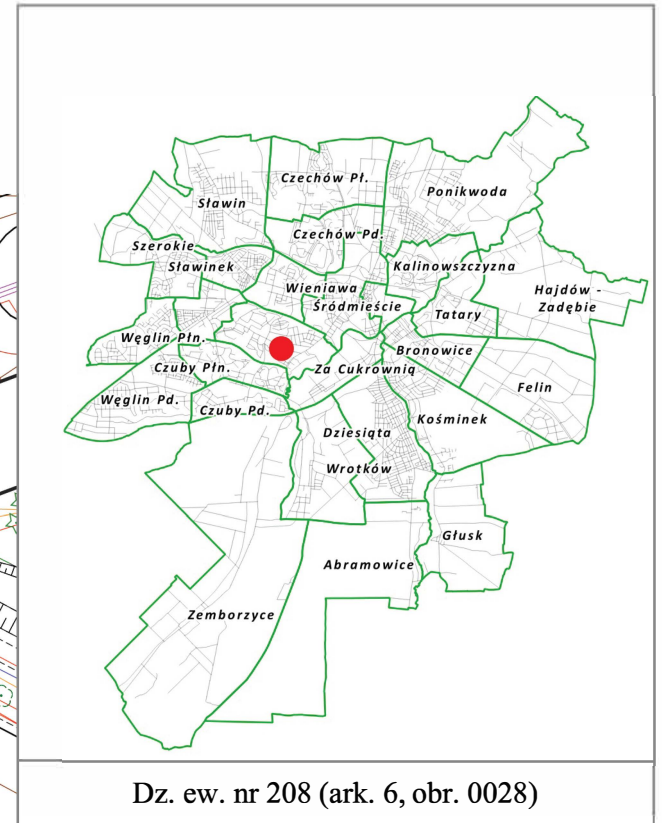 Czechów Pł.
Ponikwoda
Sławin
Czechów Pd.
Szerokie
Sławinek
Kalinowszczyzna
Wieniawa
Hajdów -
Zadębie
Śródmieście
Tatary
Węglin Płn.
Bronowice
Czuby Płn.
Za Cukrownią
Felin
Węglin Pd.
Czuby Pd.
Kośminek
Dziesiąta
Wrotków
Głusk
Abramowice
Zemborzyce
Dz. ew. nr 208 (ark. 6, obr. 0028)